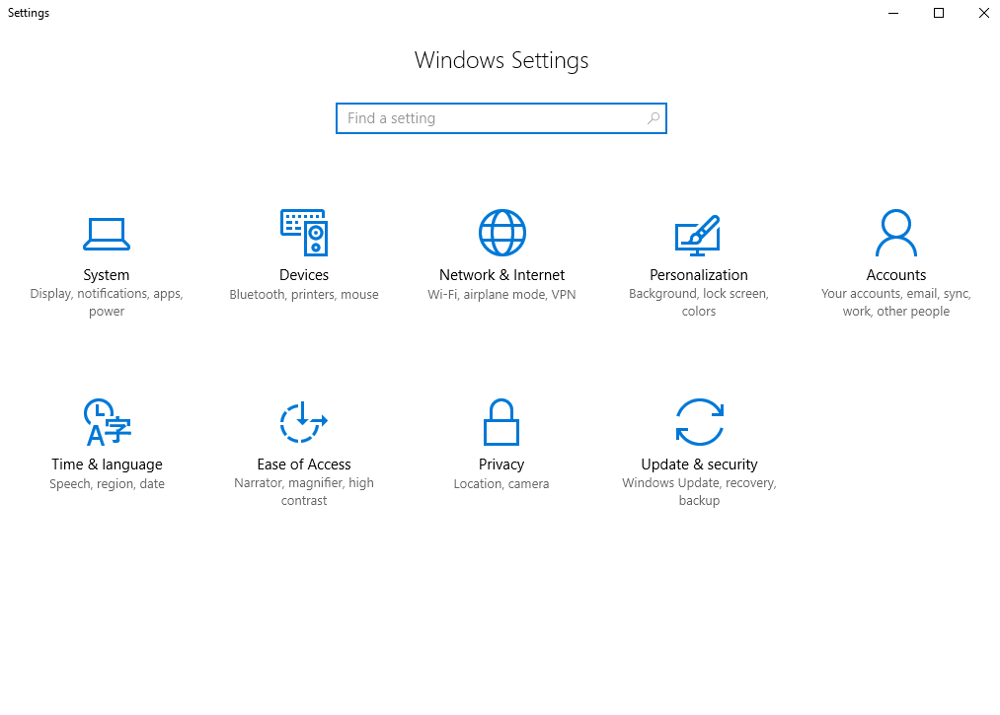 Settings
Windows Settings
Find a setting
System
Display, notifications, apps,
power
Devices
Bluetooth, printers, mouse
Network & Internet
Wi-Fi, airplane mode, VPN
Personalization
Background, lock screen,
colors
Accounts
Your accounts, email, sync,
work, other people
A字
Time & language
Speech, region, date
Ease of Access
Narrator, magnifier, high
contrast
Privacy
Location, camera
Update & security
Windows Update, recovery,
backup